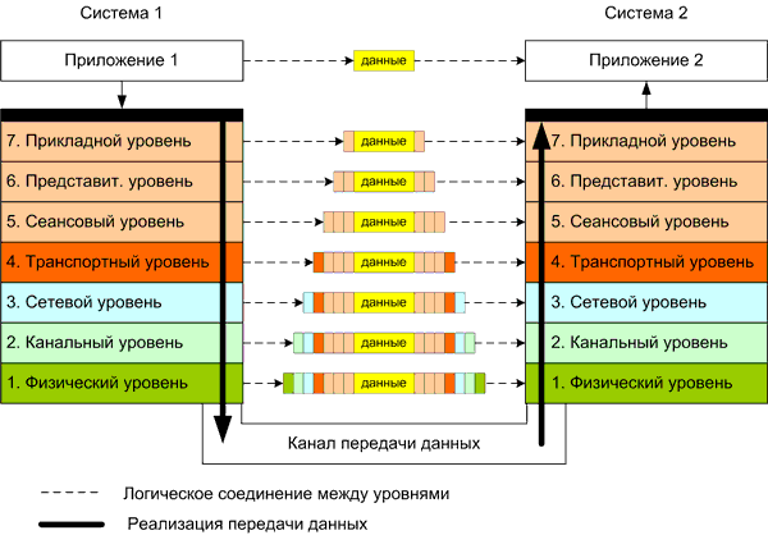 Система 1
Система 2
Приложение 1
данные
Приложение 2
7. Прикладной уровень
данные
7. Прикладной уровень
6. Представит. уровень
данные
6. Представит. уровень
5. Сеансовый уровень
данные
5. Сеансовый уровень
4. Транспортный уровень
данные
4. Транспортный уровень
3. Сетевой уровень
данные
3. Сетевой уровень
2. Канальный уровень
данные
2. Канальный уровень
1. Физический уровень
данные
1. Физический уровень
Канал передачи данных
Логическое соединение между уровнями
Реализация передачи данных